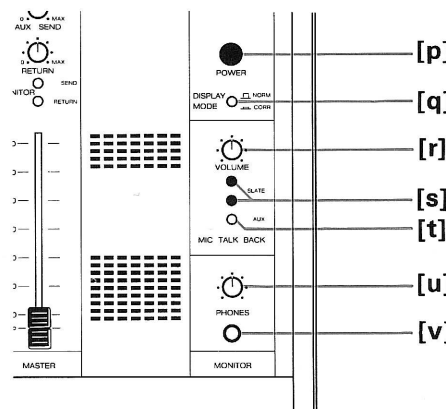 0 MAX
AUX SEND
0 MAX
RETURN
SEND
NITOR
RETURN
MASTER
POWER
DISPLAY
MODE
NORM
CORR
VOLUME
SLATE
AUX
MIC TALK BACK
PHONES
MONITOR
[p]
[q]
[r]
[s]
[t]
[u]
[v]